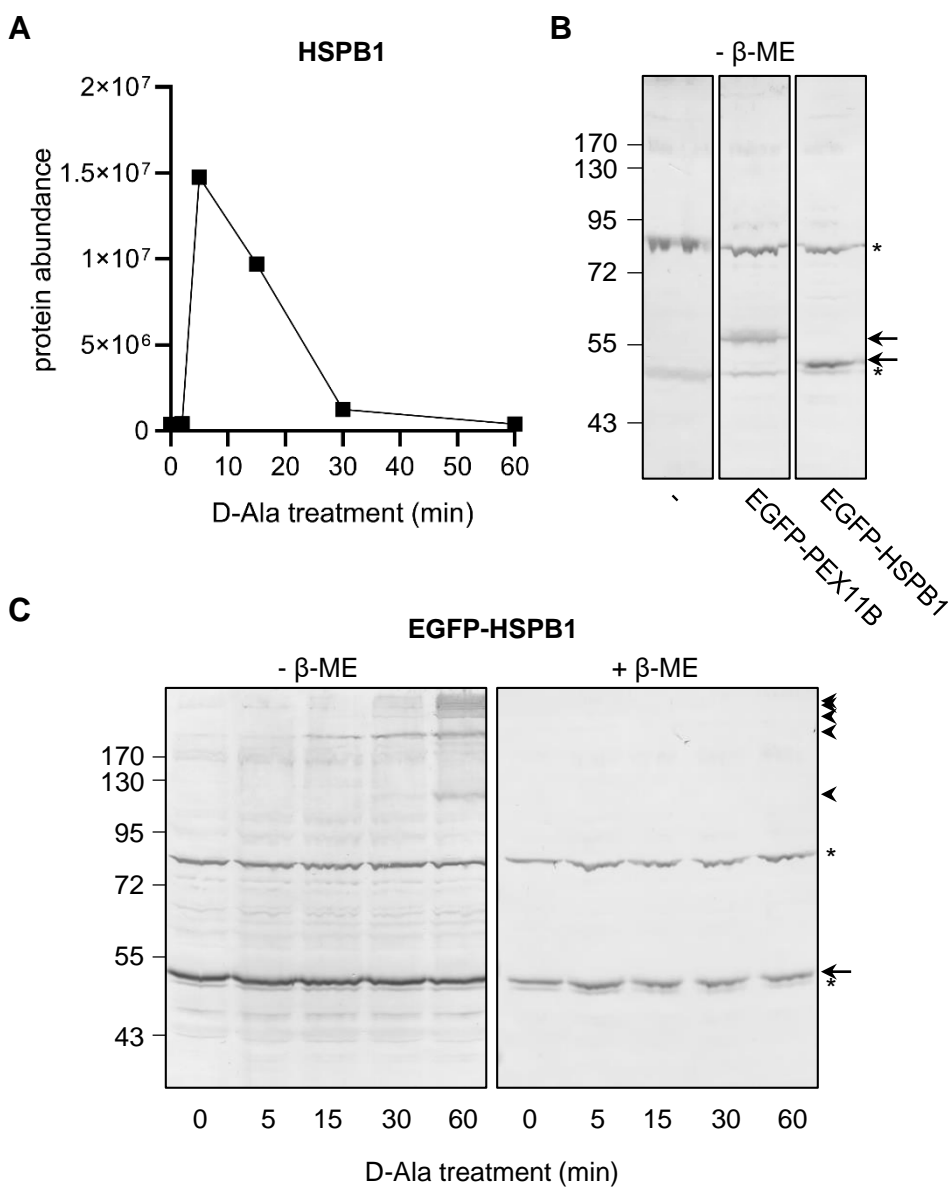 A
HSPB1
2×10⁷
1.5×10⁷
1×10⁷
5×10⁶
0
protein abundance
0 10 20 30 40 50 60
D-Ala treatment (min)
B
- β-ME
170
130
95
72
55
43
*
*
-
EGFP-PEX11B
EGFP-HSPB1
C
EGFP-HSPB1
- β-ME + β-ME
170
130
95
72
55
43
*
*
0 5 15 30 60 0 5 15 30 60
D-Ala treatment (min)